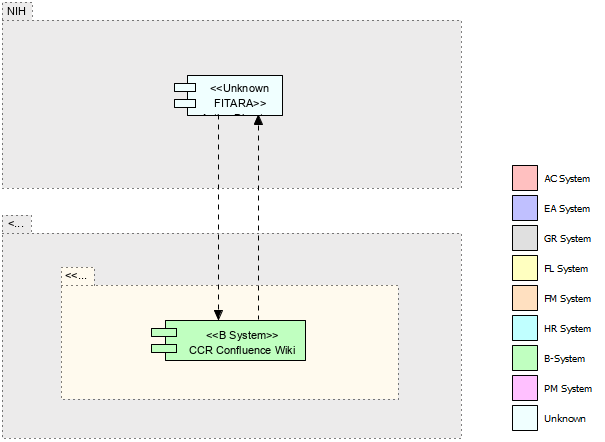 NIH
<<Unknown
FITARA>>
<...
<<...
<<B System>>
CCR Confluence Wiki
AC System
EA System
GR System
FL System
FM System
HR System
B-System
PM System
Unknown